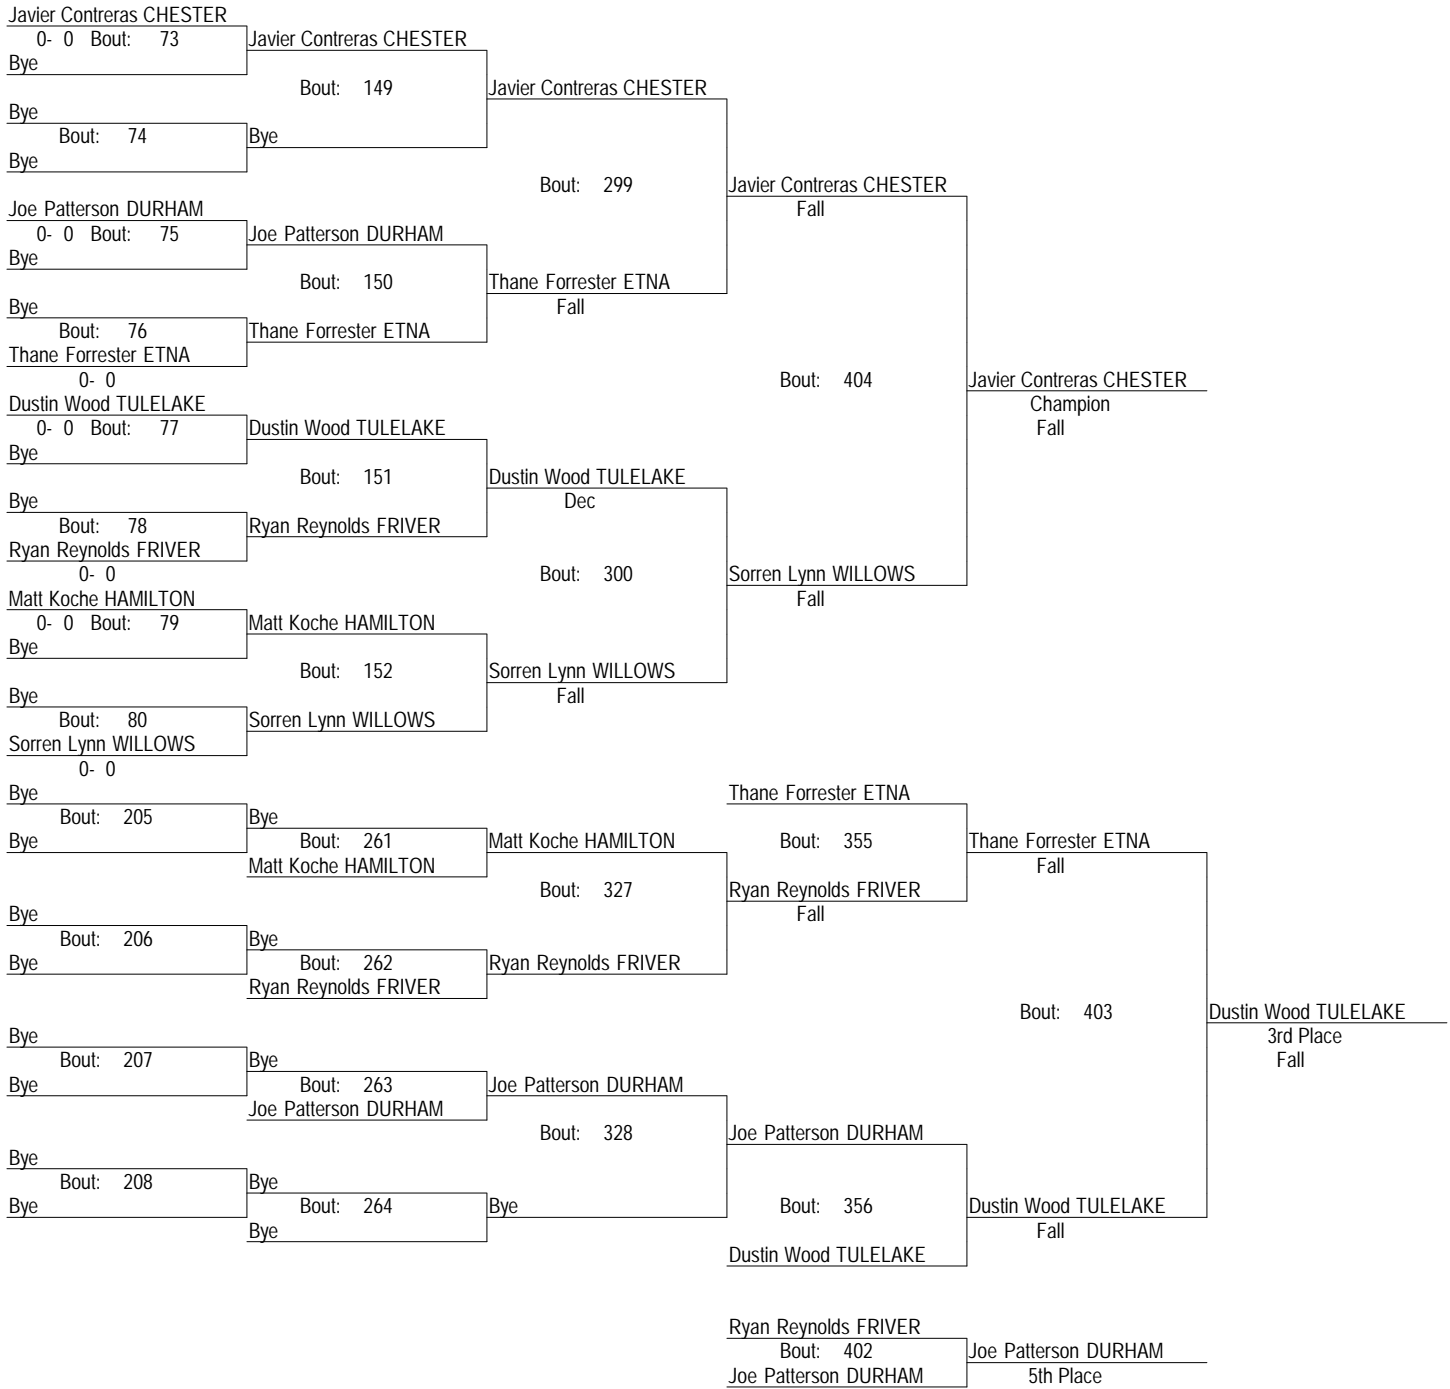 Javier Contreras CHESTER
0- 0 Bout: 73 Javier Contreras CHESTER
Bye
Bout: 149 Javier Contreras CHESTER
Bye
Bout: 74 Bye
Bye
Bout: 299 Javier Contreras CHESTER
Joe Patterson DURHAM Fall
0- 0 Bout: 75 Joe Patterson DURHAM
Bye
Bout: 150 Thane Forrester ETNA
Bye Fall
Bout: 76 Thane Forrester ETNA
Thane Forrester ETNA
0- 0 Bout: 404 Javier Contreras CHESTER
Dustin Wood TULELAKE Champion
0- 0 Bout: 77 Dustin Wood TULELAKE Fall
Bye
Bout: 151 Dustin Wood TULELAKE
Bye Dec
Bout: 78 Ryan Reynolds FRIVER
Ryan Reynolds FRIVER
0- 0 Bout: 300 Sorren Lynn WILLOWS
Matt Koche HAMILTON Fall
0- 0 Bout: 79 Matt Koche HAMILTON
Bye
Bout: 152 Sorren Lynn WILLOWS
Bye Fall
Bout: 80 Sorren Lynn WILLOWS
Sorren Lynn WILLOWS
0- 0
Bye Thane Forrester ETNA
Bout: 205 Bye
Bye Bout: 261 Matt Koche HAMILTON Bout: 355 Thane Forrester ETNA
Matt Koche HAMILTON Fall
Bout: 327 Ryan Reynolds FRIVER
Bye Fall
Bout: 206 Bye
Bye Bout: 262 Ryan Reynolds FRIVER
Ryan Reynolds FRIVER
Bout: 403 Dustin Wood TULELAKE
Bye 3rd Place
Bout: 207 Bye Fall
Bye Bout: 263 Joe Patterson DURHAM
Joe Patterson DURHAM
Bout: 328 Joe Patterson DURHAM
Bye
Bout: 208 Bye
Bye Bout: 264 Bye Bout: 356 Dustin Wood TULELAKE
Bye Fall
Dustin Wood TULELAKE
Ryan Reynolds FRIVER
Bout: 402 Joe Patterson DURHAM
Joe Patterson DURHAM 5th Place